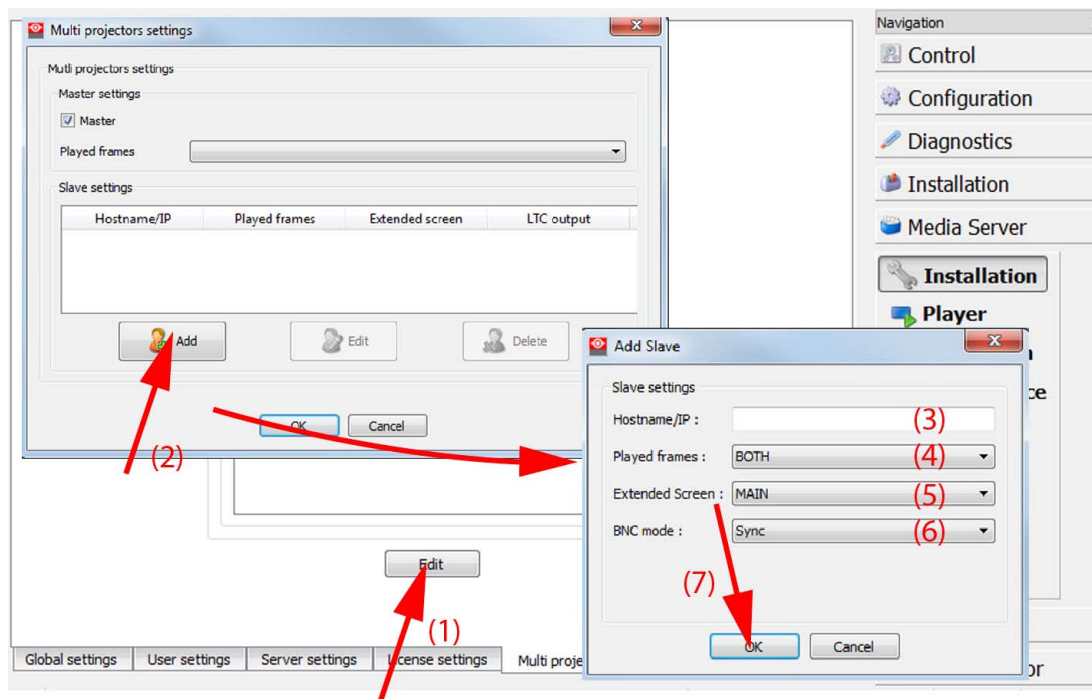 Multi projectors settings
Mutli projectors settings
Master settings
Master
Played frames
Slave settings
Hostname/IP Played frames Extended screen LTC output
Add Edit Delete
OK Cancel
(2)
Edit
(1)
Global settings User settings Server settings License settings Multi proje
Add Slave
Slave settings
Hostname/IP : (3)
Played frames : BOTH (4)
Extended Screen : MAIN (5)
BNC mode : Sync (6)
(7)
OK Cancel
Navigation
Control
Configuration
Diagnostics
Installation
Media Server
Installation
Player
ce
or